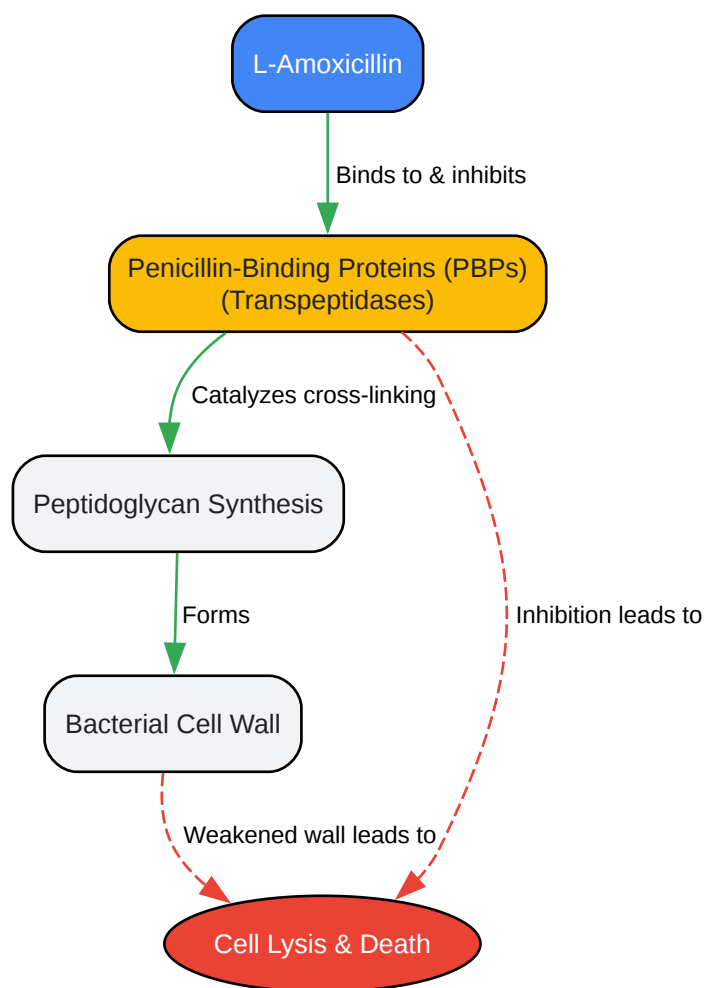 L-Amoxicillin
Binds to & inhibits
Penicillin-Binding Proteins (PBPs)
(Transpeptidases)
Catalyzes cross-linking
Peptidoglycan Synthesis
Forms
Inhibition leads to
Bacterial Cell Wall
Weakened wall leads to
Cell Lysis & Death